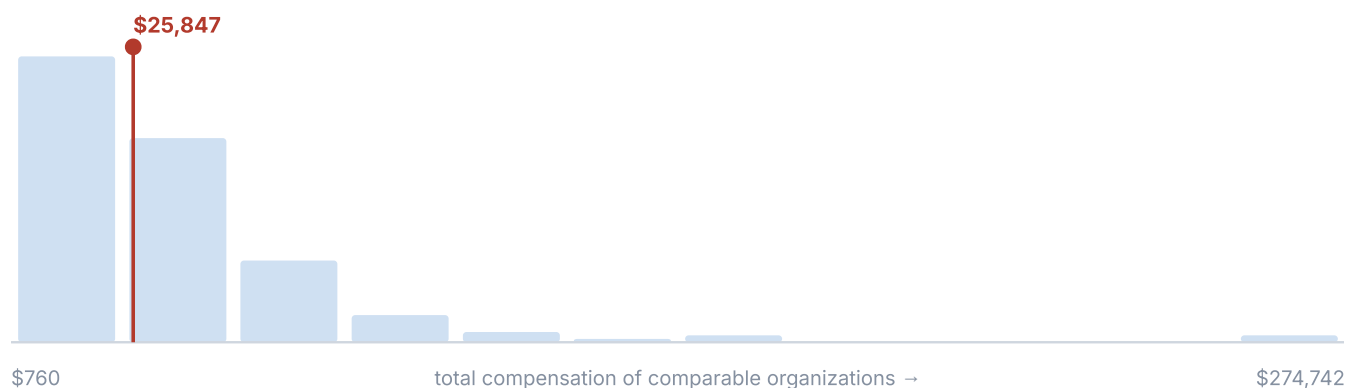 $25,847
$760 total compensation of comparable organizations → $274,742